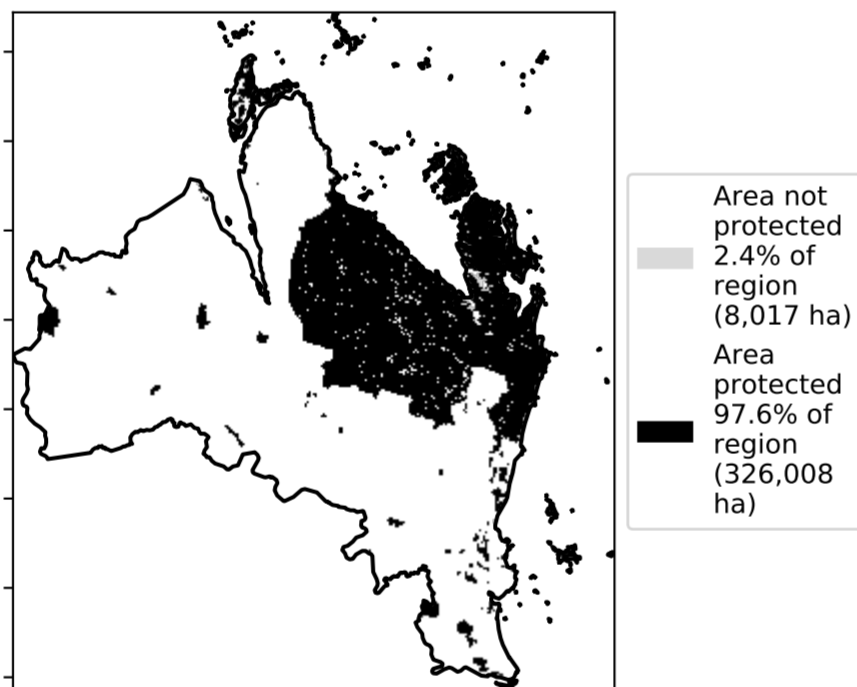 Area not
protected
2.4% of
region
(8,017 ha)
Area
protected
97.6% of
region
(326,008
ha)